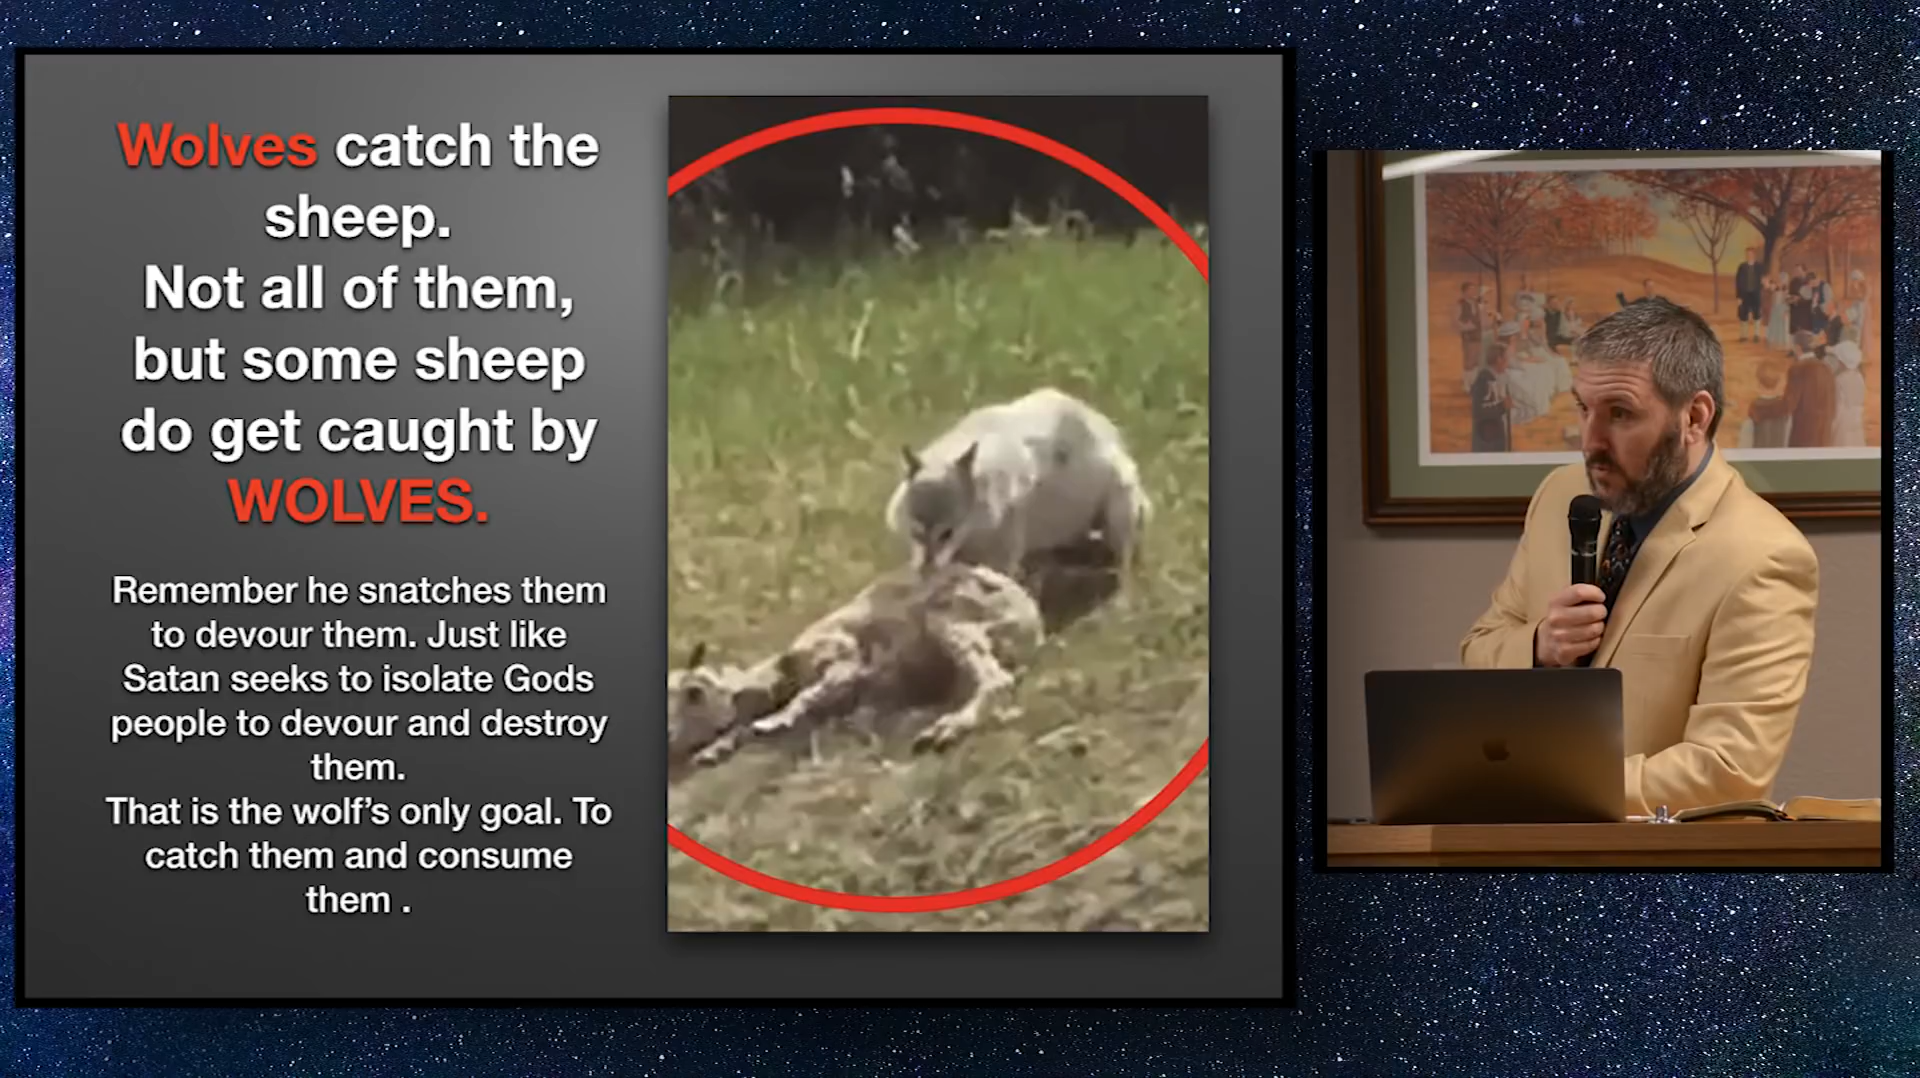 Wolves catch the
sheep.
Not all of them,
but some sheep
do get caught by
WOLVES.
Remember he snatches them
to devour them. Just like
Satan seeks to isolate Gods
people to devour and destroy
them.
That is the wolf’s only goal. To
catch them and consume
them .